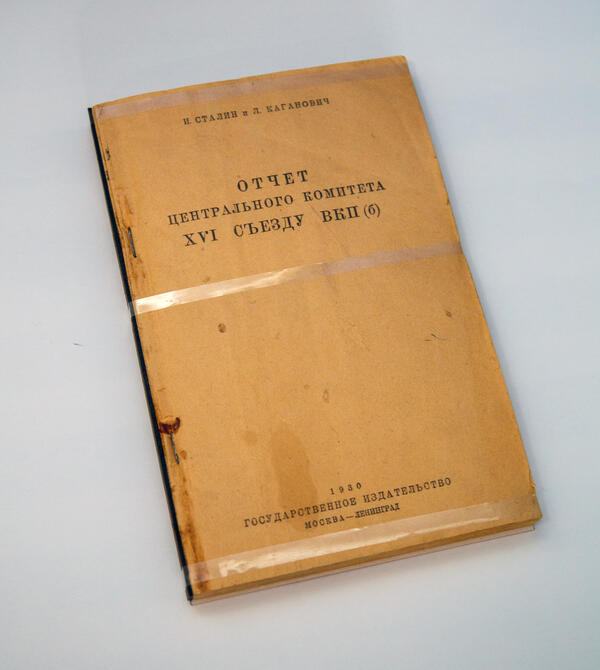 И. СТАЛИН и Л. КАГАНОВИЧ
ОТЧЕТ
ЦЕНТРАЛЬНОГО КОМИТЕТА
XVI СЪЕЗДУ ВКП(б)
1930
ГОСУДАРСТВЕННОЕ ИЗДАТЕЛЬСТВО
МОСКВА—ЛЕНИНГРАД